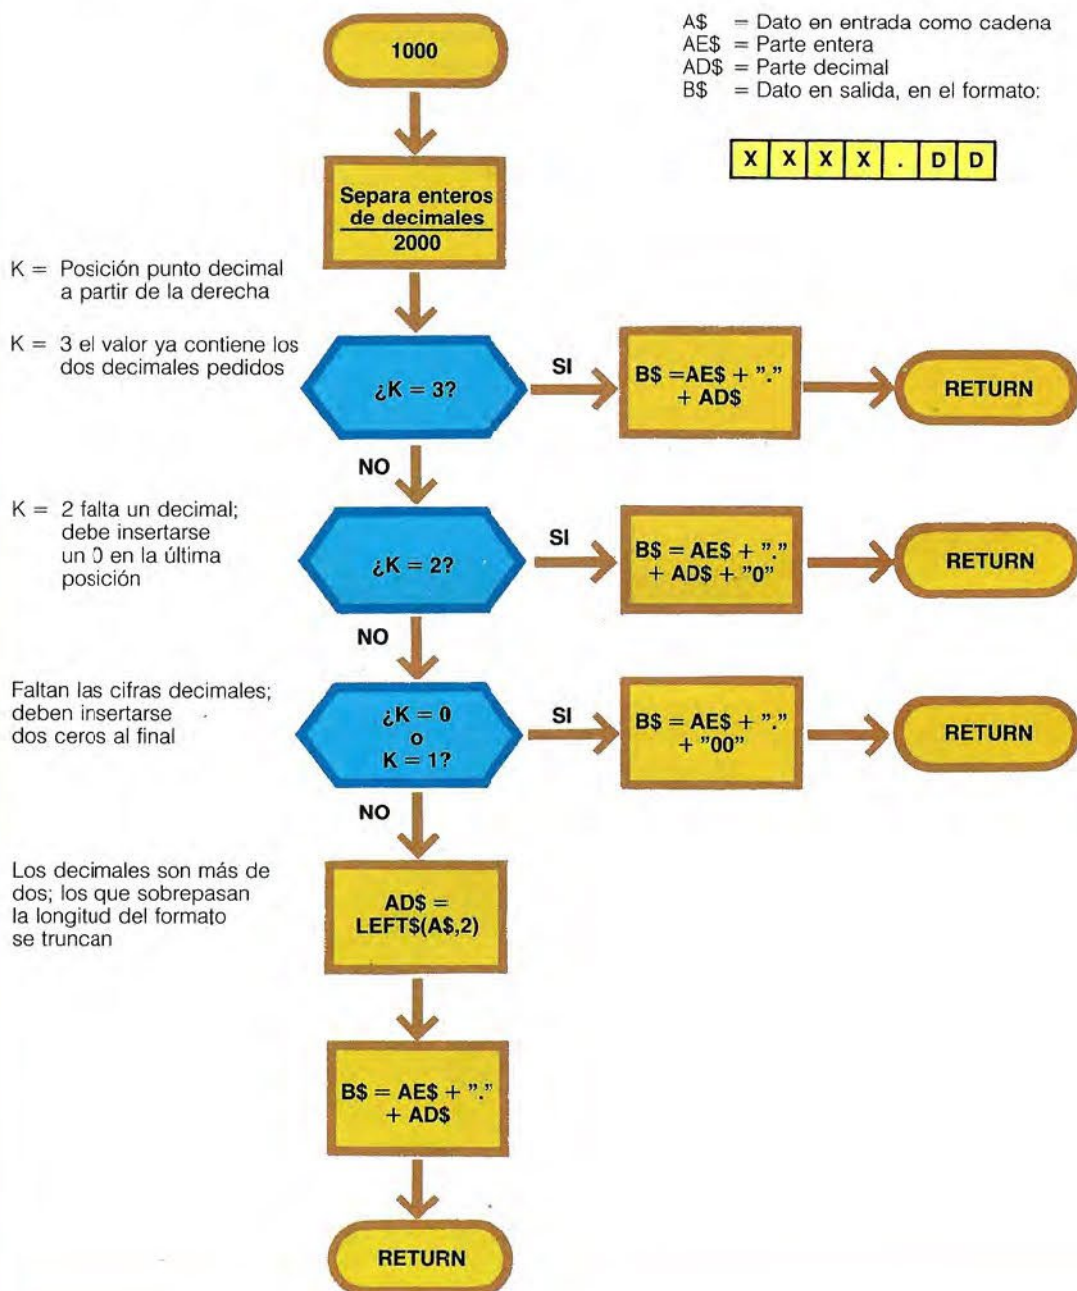 1000
A$ = Dato en entrada como cadena
AE$ = Parte entera
AD$ = Parte decimal
B$ = Dato en salida, en el formato:
X X X X . D D
Separa enteros
de decimales
2000
K = Posición punto decimal
a partir de la derecha
K = 3 el valor ya contiene los
dos decimales pedidos
¿K = 3?
SI
B$ =AE$ + "."
+ AD$
RETURN
NO
K = 2 falta un decimal;
debe insertarse
un 0 en la última
posición
¿K = 2?
SI
B$ = AE$ + "."
+ AD$ + "0"
RETURN
NO
Faltan las cifras decimales;
deben insertarse
dos ceros al final
¿K = 0
o
K = 1?
SI
B$ = AE$ + "."
+ "00"
RETURN
NO
Los decimales son más de
dos; los que sobrepasan
la longitud del formato
se truncan
AD$ =
LEFT$(A$,2)
B$ = AE$ + "."
+ AD$
RETURN